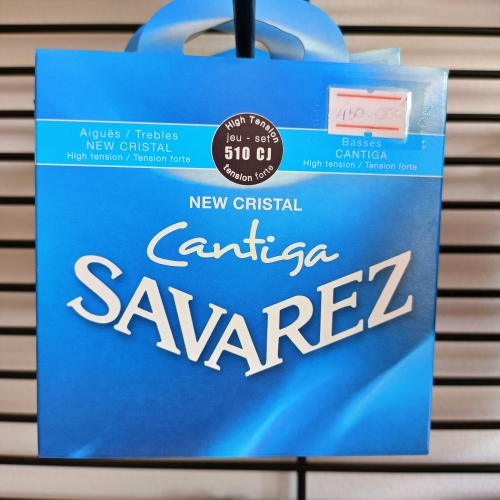 High Tension
jeu - set
510 CJ
tension forte
Aiguës / Trebles
NEW CRISTAL
High tension / Tension forte
Basses
CANTIGA
High tension / Tension forte
NEW CRISTAL
Cantiga
SAVAREZ